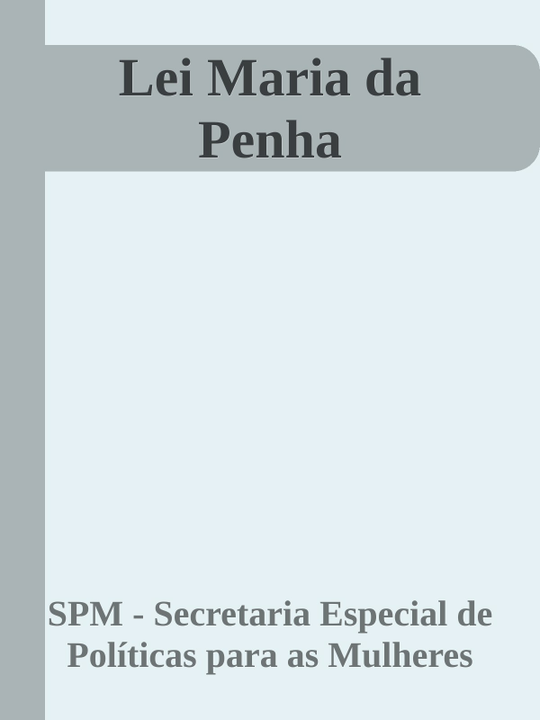 Lei Maria da
Penha
SPM - Secretaria Especial de
Políticas para as Mulheres